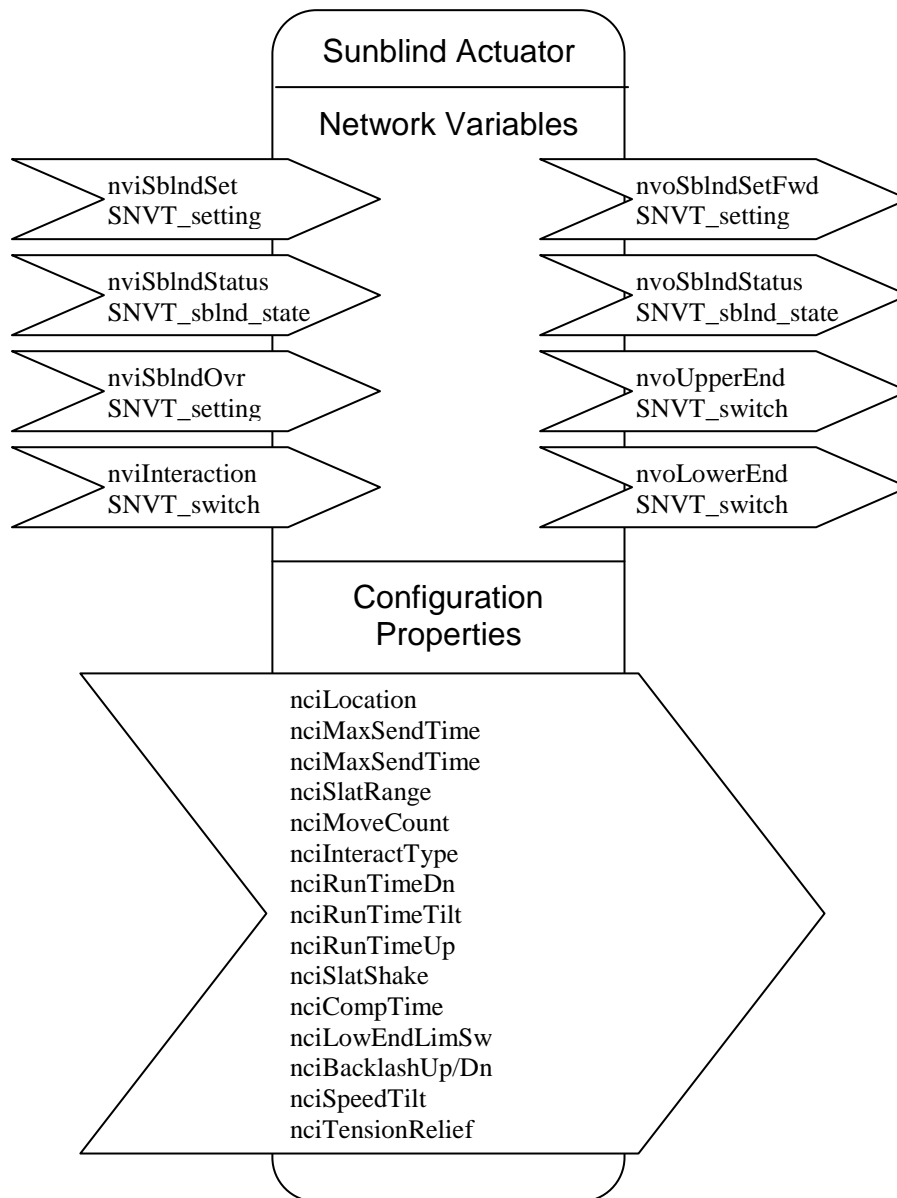 Sunblind Actuator
Network Variables
nviSblndSet
SNVT_setting
nviSblndStatus
SNVT_sblnd_state
nviSblndOvr
SNVT_setting
nviInteraction
SNVT_switch
nvoSblndSetFwd
SNVT_setting
nvoSblndStatus
SNVT_sblnd_state
nvoUpperEnd
SNVT_switch
nvoLowerEnd
SNVT_switch
Configuration
Properties
nciLocation
nciMaxSendTime
nciMaxSendTime
nciSlatRange
nciMoveCount
nciInteractType
nciRunTimeDn
nciRunTimeTilt
nciRunTimeUp
nciSlatShake
nciCompTime
nciLowEndLimSw
nciBacklashUp/Dn
nciSpeedTilt
nciTensionRelief